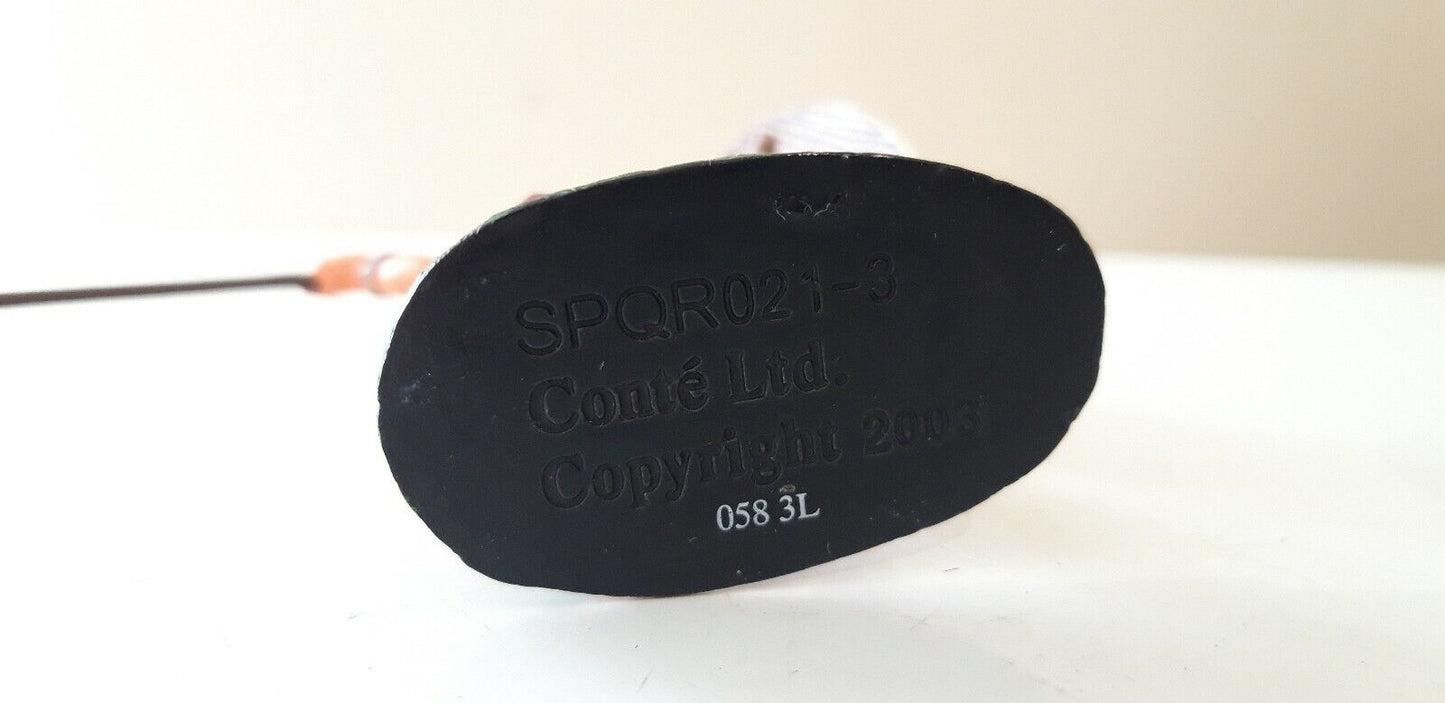 SPQR021-3
Conté Ltd.
Copyright 2003
058 3L